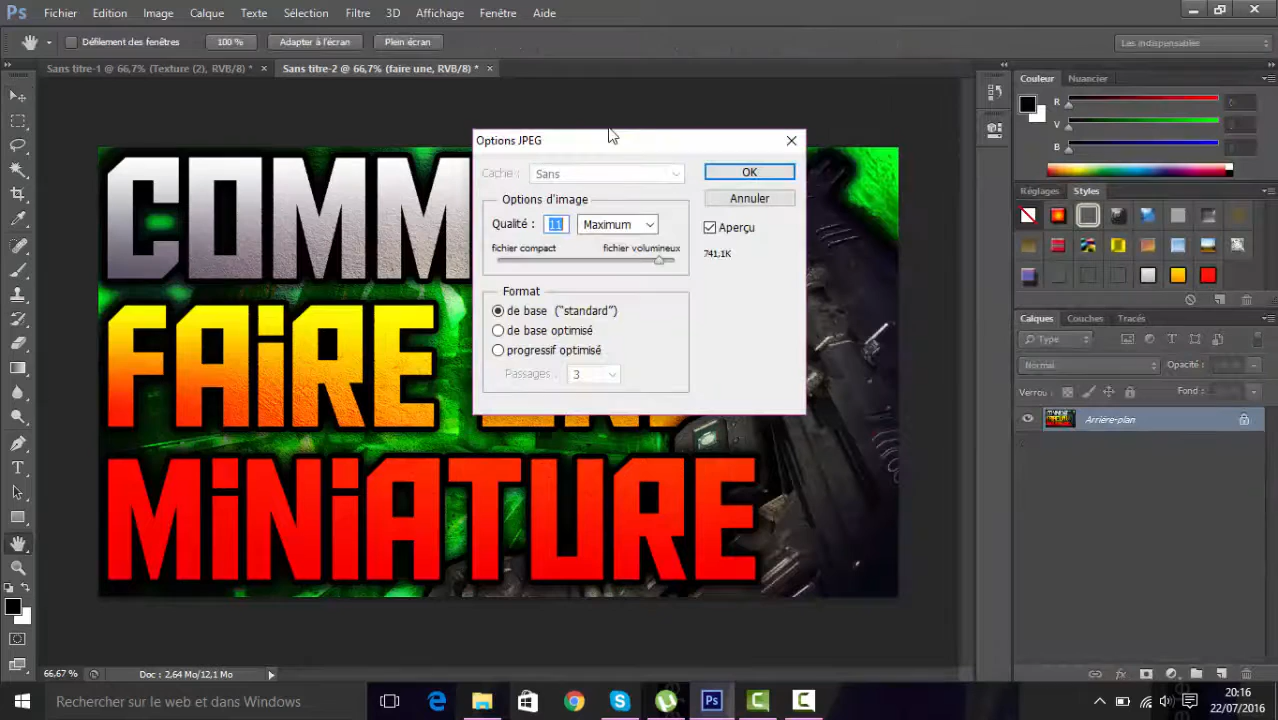 Ps Fichier Edition Image Calque Texte Sélection Filtre 3D Affichage Fenêtre Aide
Défilement des fenêtres 100 % Adapter à l'écran Plein écran Les indispensables
Sans titre-1 @ 66,7% (Texture (2), RVB/8) * × Sans titre-2 @ 66,7% (faire une, RVB/8) * ×
Couleur Nuancier
R
V
B
Réglages Styles
Calques Couches Tracés
Type
Normal Opacité :
Verrou : Fond :
Arrière-plan
COMM
FAiRE
MiNiATURE
Options JPEG
Cache : Sans
OK
Options d'image
Annuler
Qualité : 11 Maximum
Aperçu
fichier compact fichier volumineux
741,1K
Format
de base ("standard")
de base optimisé
progressif optimisé
Passages : 3
66,67 % Doc : 2,64 Mo/12,1 Mo
Rechercher sur le web et dans Windows
Ps
20:16
22/07/2016